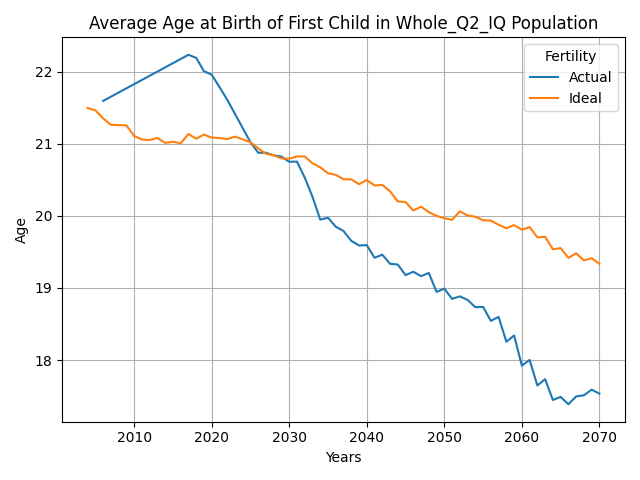 Average Age at Birth of First Child in Whole_Q2_IQ Population
Fertility
Actual
Ideal
22
21
20
19
18
Age
2010 2020 2030 2040 2050 2060 2070
Years